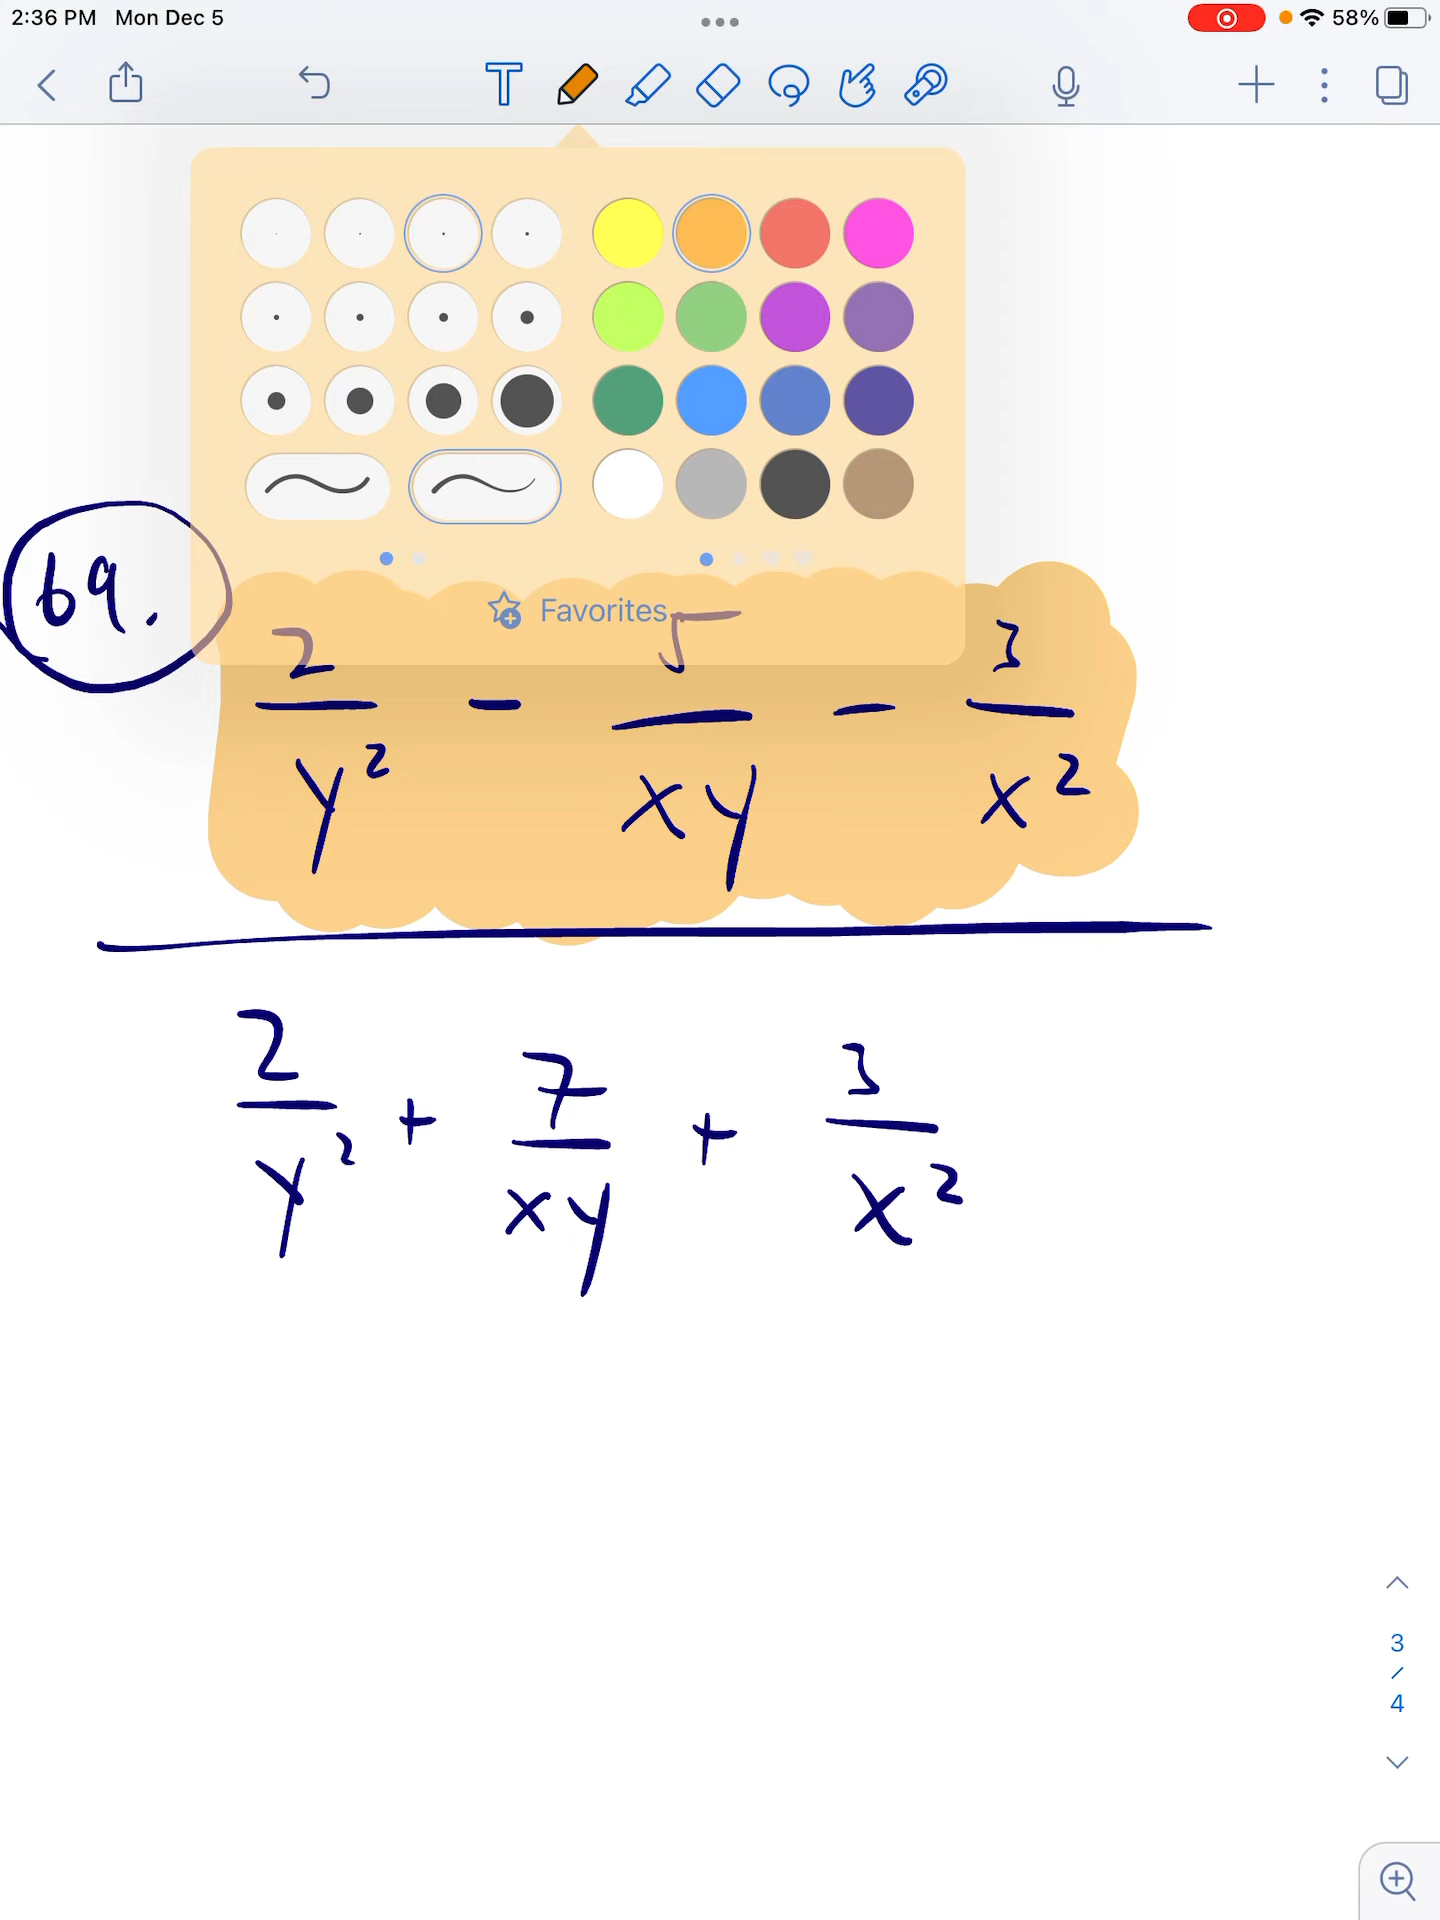 2:36 PM Mon Dec 5 58%
T
Favorites
69.
2/y² - 5/xy - 3/x²
2/y² + 7/xy + 3/x²
3
/
4